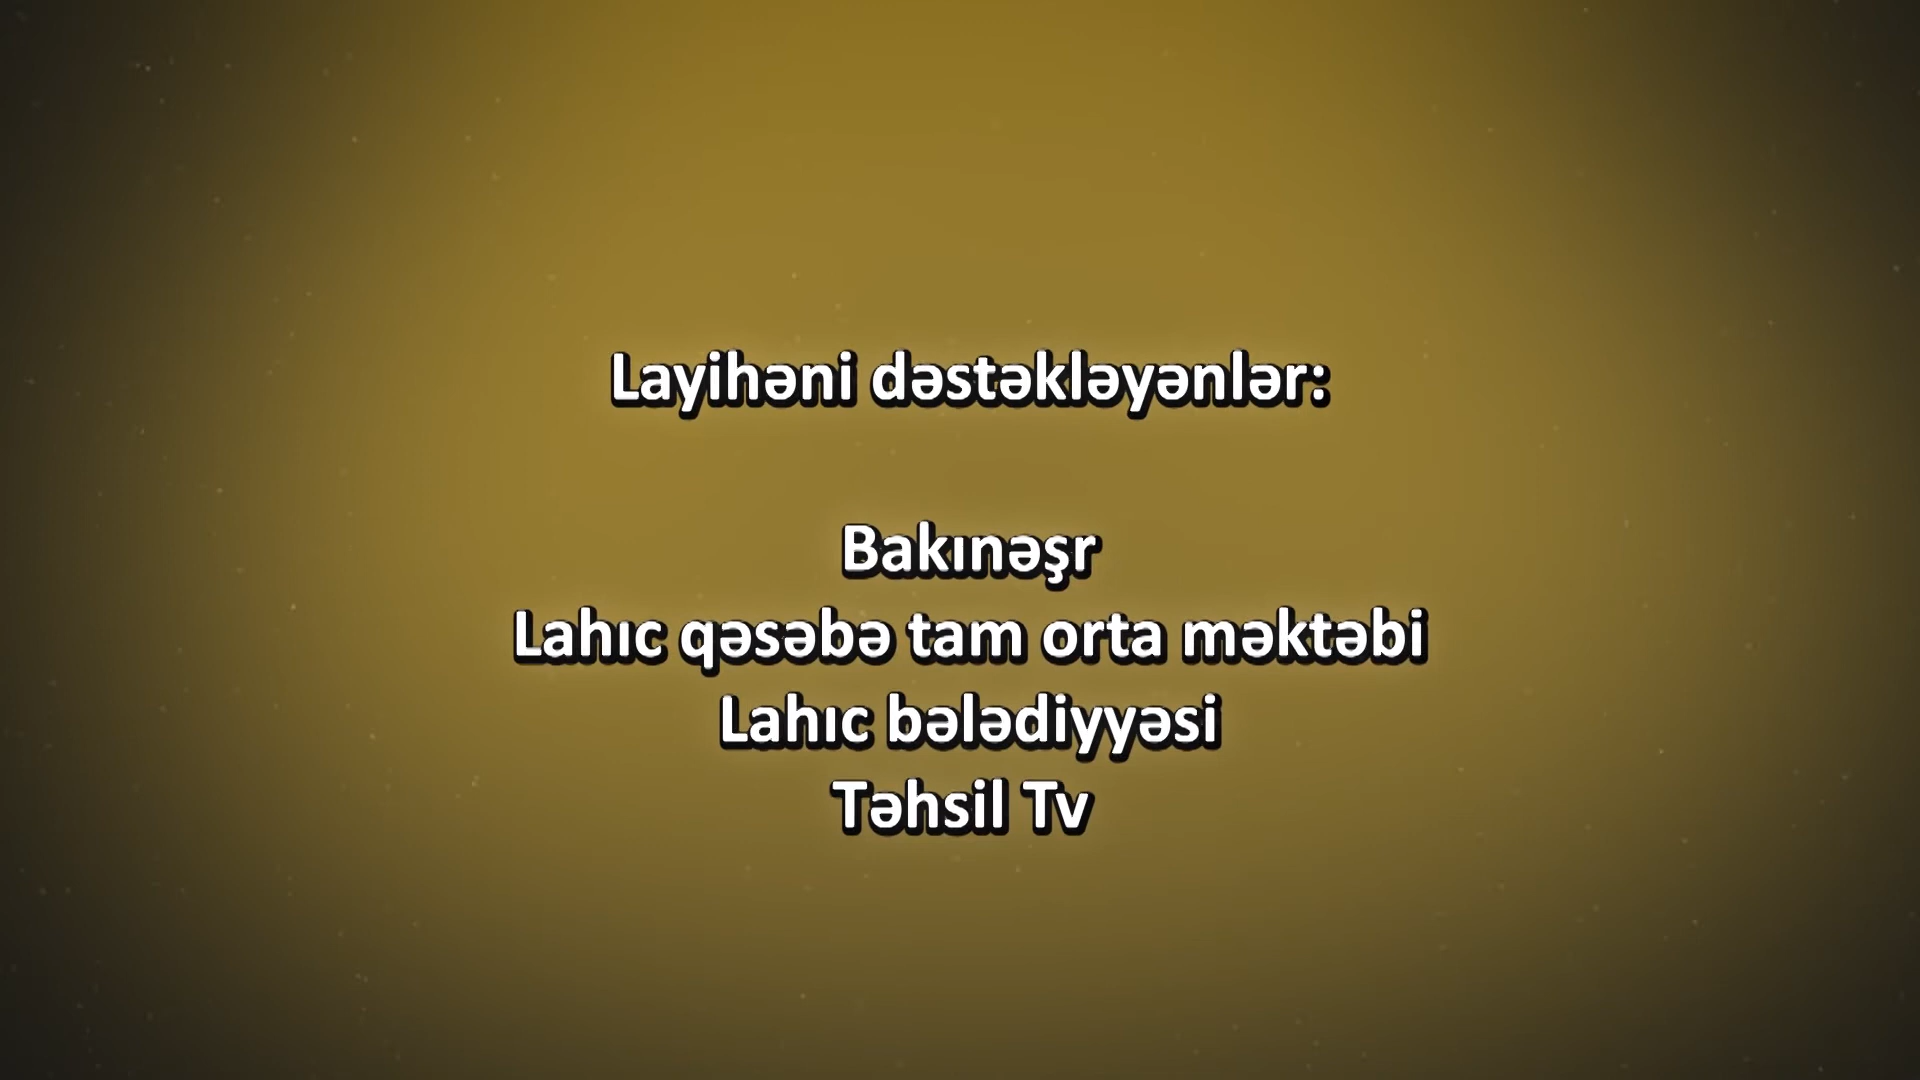 Layihəni dəstəkləyənlər:
Bakınəşr
Lahıc qəsəbə tam orta məktəbi
Lahıc bələdiyyəsi
Təhsil Tv